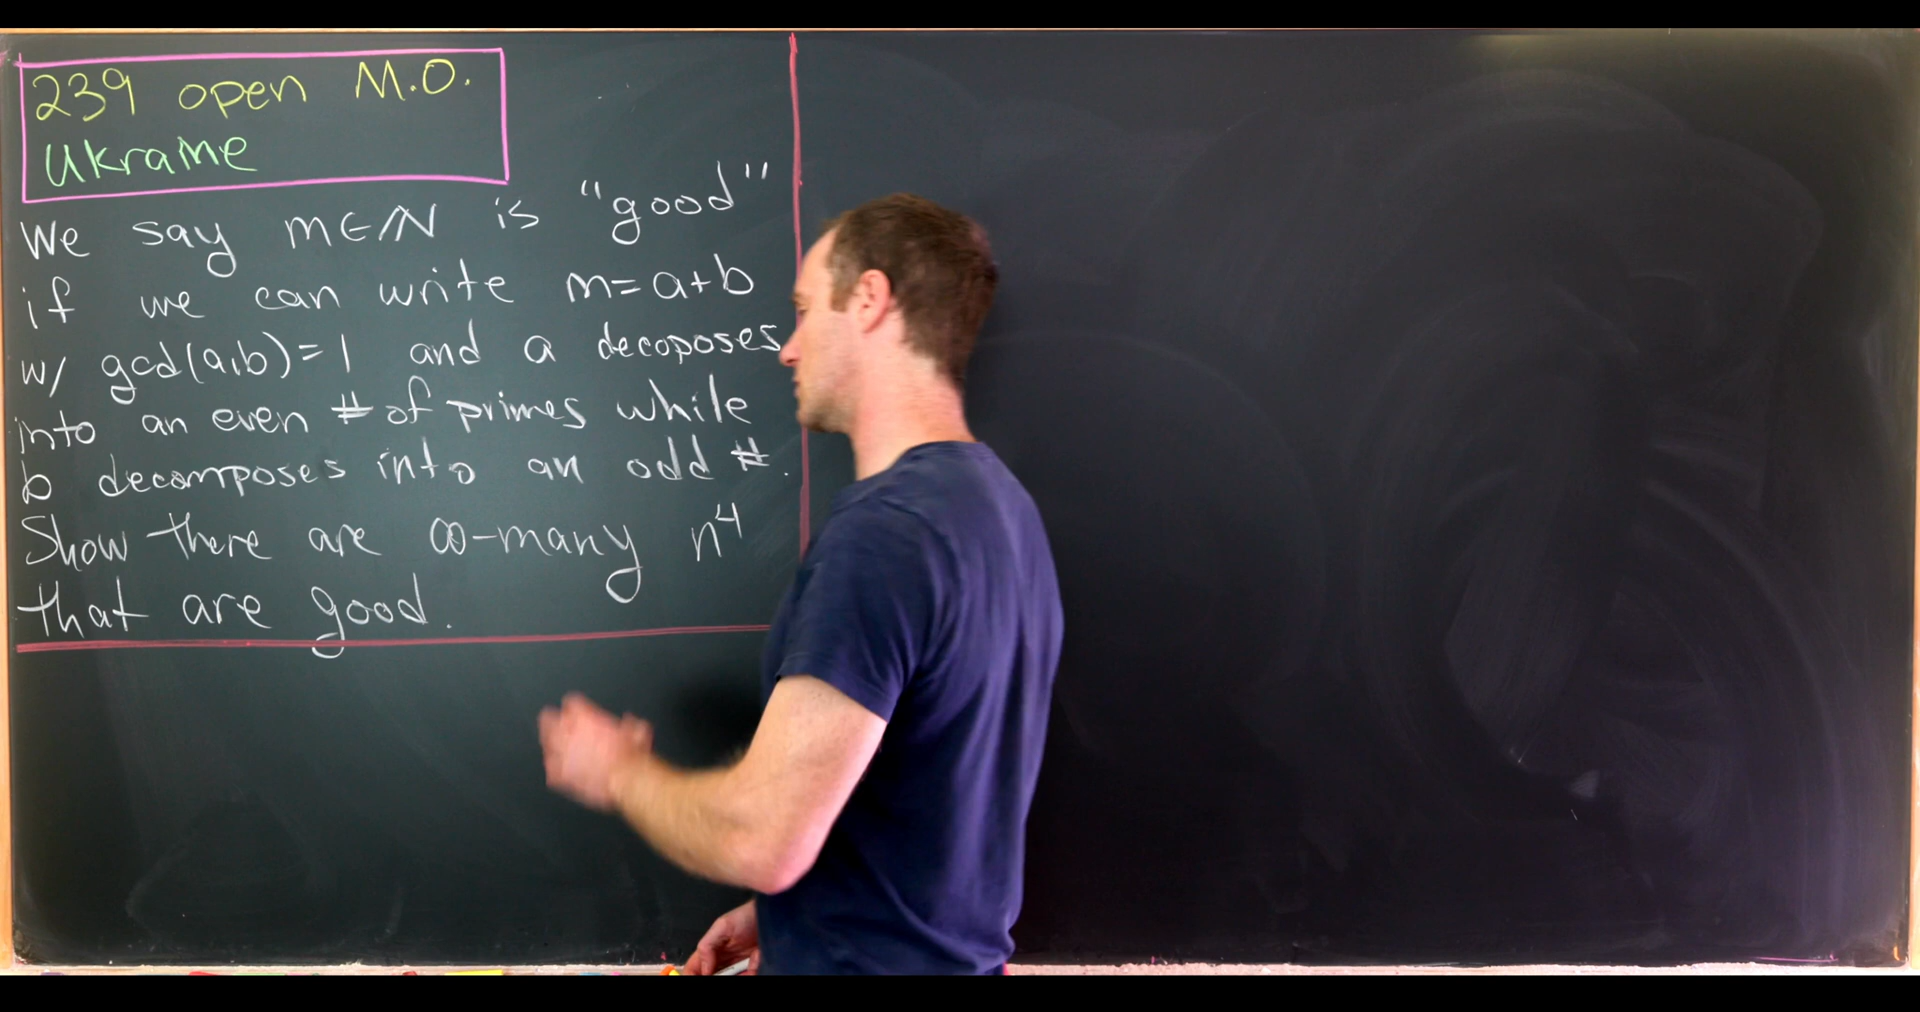 239 open M.O.
Ukraine
We say m∈ℕ is "good"
if we can write m=a+b
w/ gcd(a,b)=1 and a decoposes
into an even # of primes while
b decomposes into an odd #.
Show there are ∞-many n⁴
that are good.